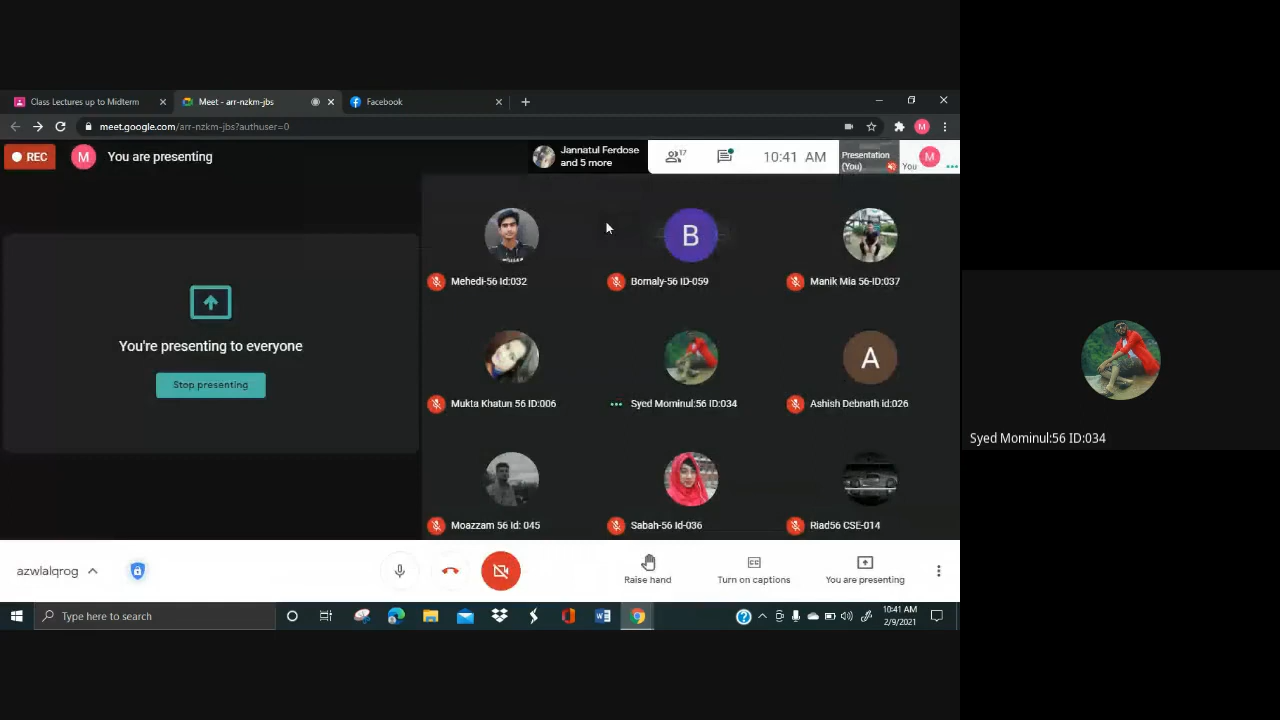 Class Lectures up to Midterm
Meet - arr-nzkm-jbs
Facebook
meet.google.com/arr-nzkm-jbs?authuser=0
M
REC
M
You are presenting
Jannatul Ferdose
and 5 more
17
10:41 AM
Presentation
(You)
You
M
Mehedi-56 Id:032
B
Bornaly-56 ID-059
Manik Mia 56-ID:037
You're presenting to everyone
Stop presenting
Mukta Khatun 56 ID:006
Syed Mominul:56 ID:034
A
Ashish Debnath id:026
Syed Mominul:56 ID:034
Moazzam 56 Id: 045
Sabah-56 Id-036
Riad56 CSE-014
azwlalqrog
Raise hand
CC
Turn on captions
You are presenting
Type here to search
10:41 AM
2/9/2021